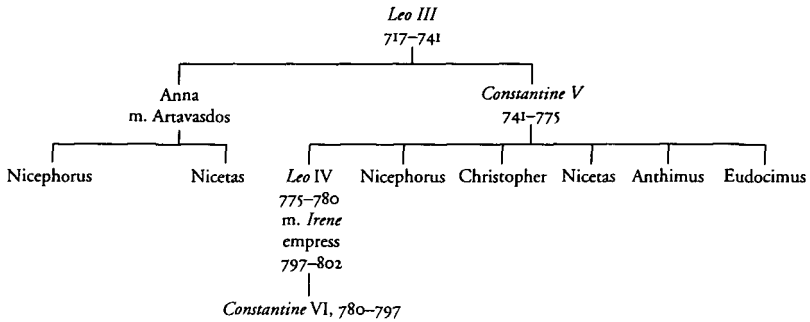 Leo III
717–741
Anna
m. Artavasdos
Constantine V
741–775
Nicephorus
Nicetas
Leo IV
775–780
m. Irene
empress
797–802
Nicephorus
Christopher
Nicetas
Anthimus
Eudocimus
Constantine VI, 780–797